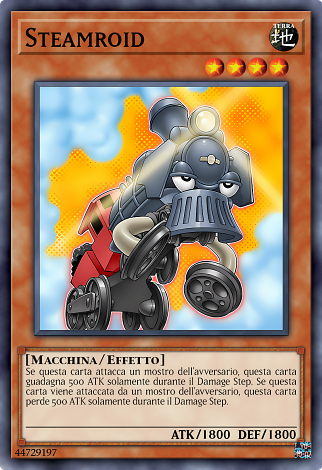 STEAMROID
TERRA
地
[MACCHINA/EFFETTO]
Se questa carta attacca un mostro dell'avversario, questa carta
guadagna 500 ATK solamente durante il Damage Step. Se questa
carta viene attaccata da un mostro dell'avversario, questa carta
perde 500 ATK solamente durante il Damage Step.
ATK/1800 DEF/1800
44729197